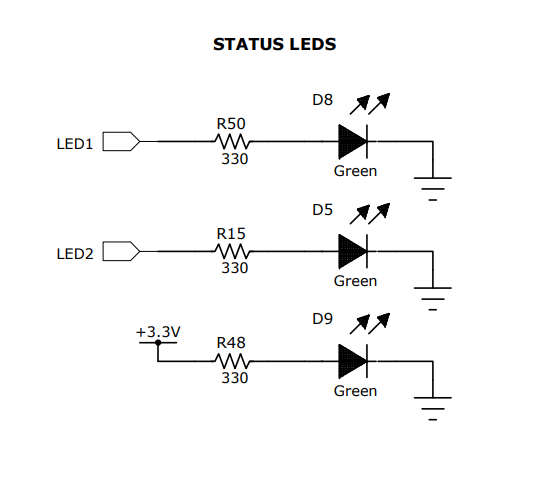 STATUS LEDS
D8
R50
LED1
330
Green
D5
R15
LED2
330
Green
D9
+3.3V
R48
330
Green